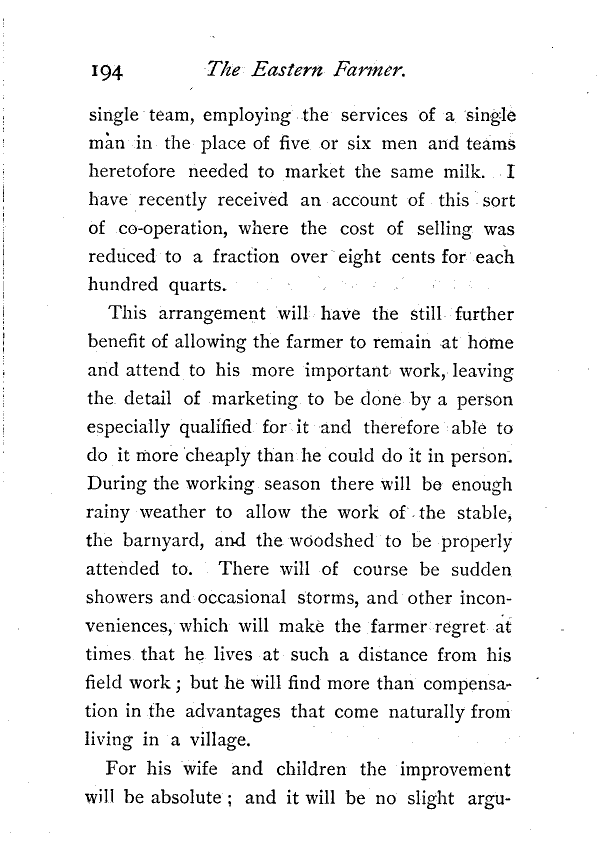 194 The Eastern Farmer.
single team, employing the services of a single
man in the place of five or six men and teams
heretofore needed to market the same milk. I
have recently received an account of this sort
of co-operation, where the cost of selling was
reduced to a fraction over eight cents for each
hundred quarts.
This arrangement will have the still further
benefit of allowing the farmer to remain at home
and attend to his more important work, leaving
the detail of marketing to be done by a person
especially qualified for it and therefore able to
do it more cheaply than he could do it in person.
During the working season there will be enough
rainy weather to allow the work of the stable,
the barnyard, and the woodshed to be properly
attended to. There will of course be sudden
showers and occasional storms, and other incon-
veniences, which will make the farmer regret at
times that he lives at such a distance from his
field work ; but he will find more than compensa-
tion in the advantages that come naturally from
living in a village.
For his wife and children the improvement
will be absolute ; and it will be no slight argu-